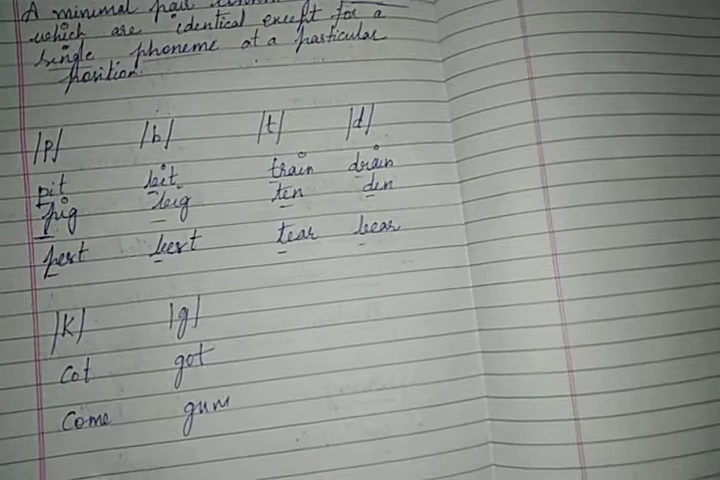 A minimal pair
which are identical except for a
single phoneme at a particular
position.
/p/ /b/ /t/ /d/
pit bit train drain
pig big ten den
pest best tear bear
/k/ /g/
cot got
come gum